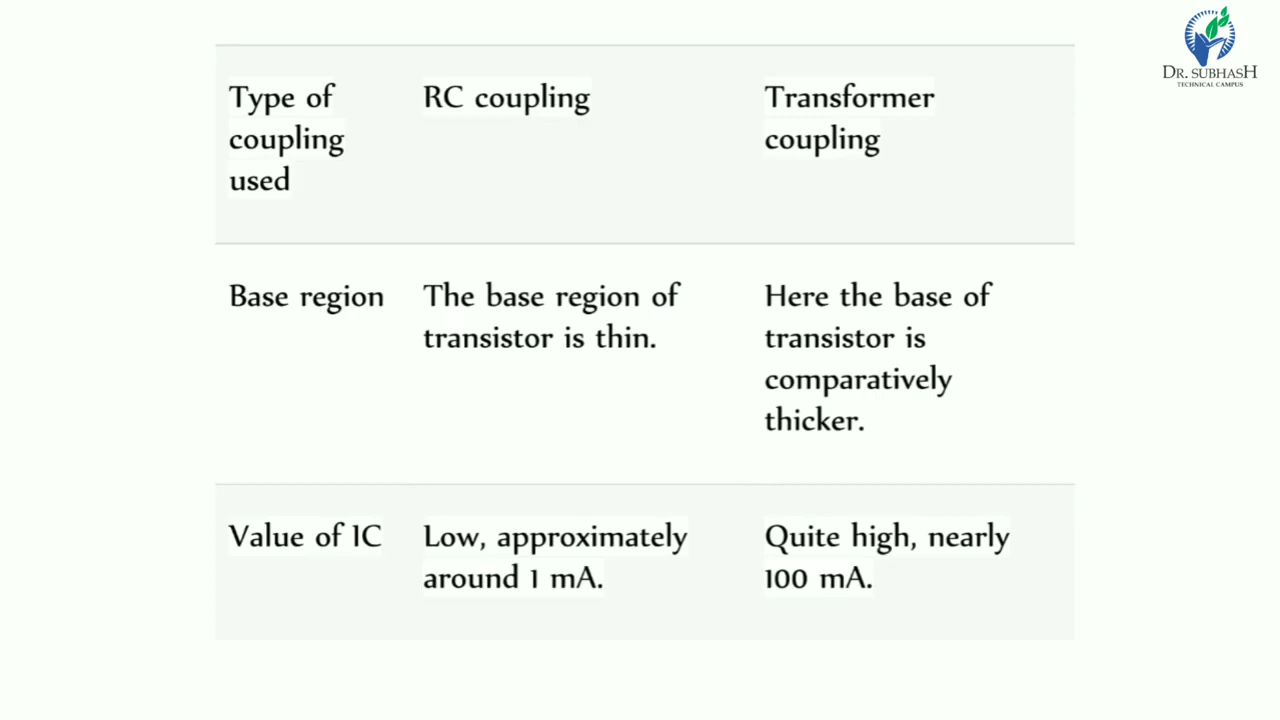 DR. SUBHASH
TECHNICAL CAMPUS
Type of
coupling
used
RC coupling
Transformer
coupling
Base region
The base region of
transistor is thin.
Here the base of
transistor is
comparatively
thicker.
Value of IC
Low, approximately
around 1 mA.
Quite high, nearly
100 mA.